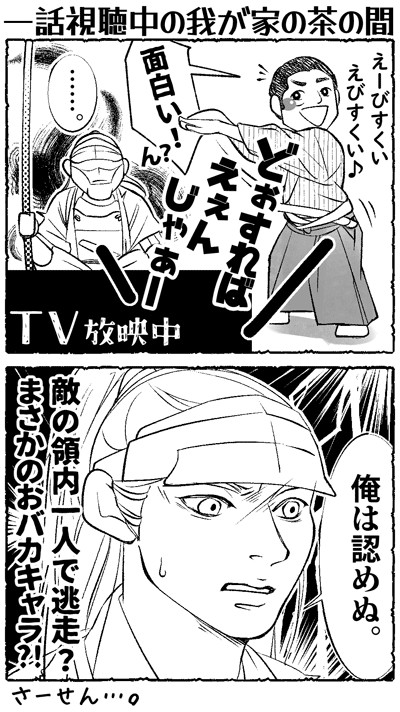 一話視聴中の我が家の茶の間
えーびすくい
えびすくい♪
面白い！
ん？
……。
どぉすれば
ええん
じゃあー
TV放映中
俺は認めぬ。
敵の領内一人で逃走？
まさかのおバカキャラ？！
さーせん…。